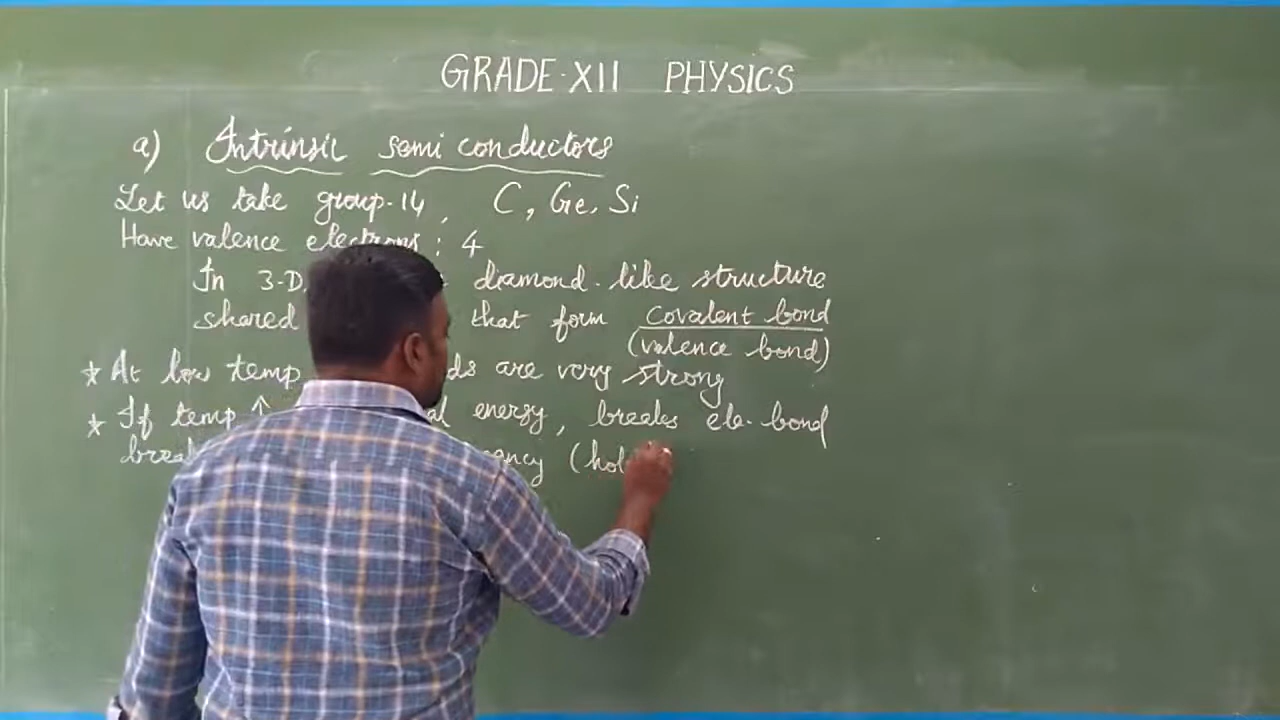 GRADE-XII PHYSICS
a) Intrinsic semi conductors
Let us take group-14, C, Ge, Si
Have valence electrons : 4
In 3-D, diamond-like structure
shared that form covalent bond
(valence bond)
* At low temp are very strong
* If temp ↑ energy, breaks ele-bond